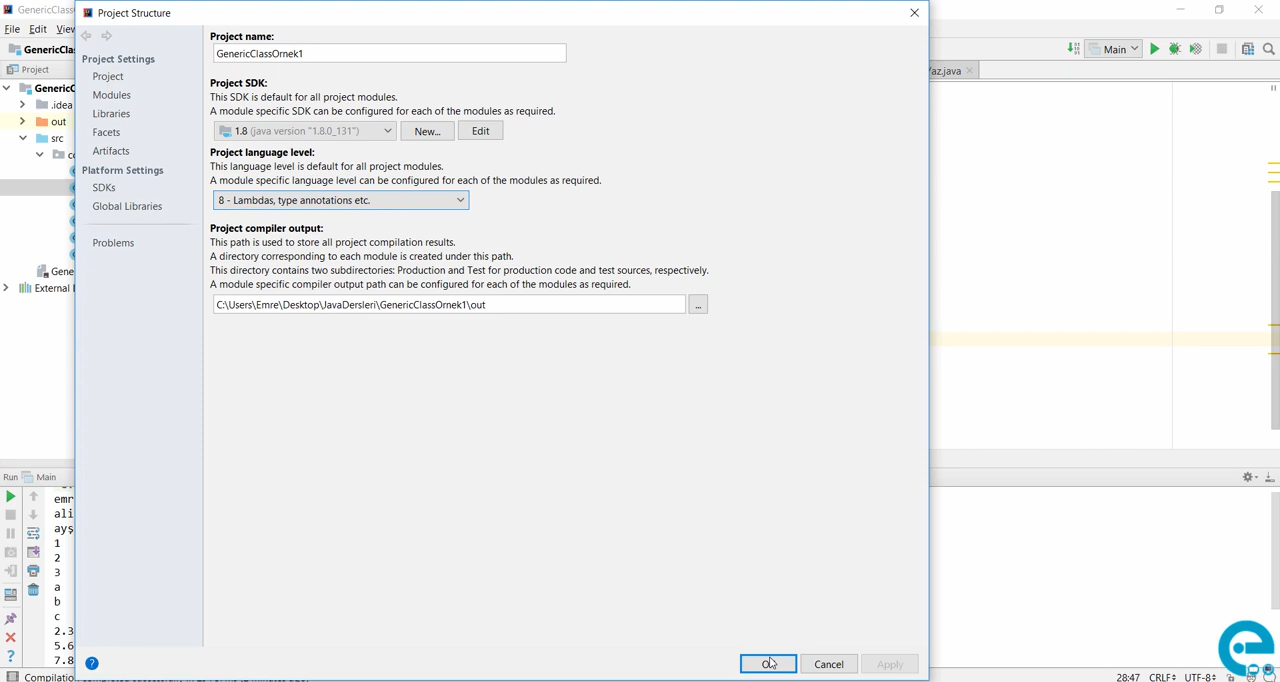 GenericClas
Project Structure
File Edit View
GenericClas
Main
Project
Yaz.java
GenericC
.idea
out
src
co
Gene
External
Project Settings
Project
Modules
Libraries
Facets
Artifacts
Platform Settings
SDKs
Global Libraries
Problems
Project name:
GenericClassOrnek1
Project SDK:
This SDK is default for all project modules.
A module specific SDK can be configured for each of the modules as required.
1.8 (java version "1.8.0_131") New... Edit
Project language level:
This language level is default for all project modules.
A module specific language level can be configured for each of the modules as required.
8 - Lambdas, type annotations etc.
Project compiler output:
This path is used to store all project compilation results.
A directory corresponding to each module is created under this path.
This directory contains two subdirectories: Production and Test for production code and test sources, respectively.
A module specific compiler output path can be configured for each of the modules as required.
C:\Users\Emre\Desktop\JavaDersleri\GenericClassOrnek1\out ...
Run Main
emr
ali
ayş
1
2
3
a
b
c
2.3
5.6
7.8
? OK Cancel Apply
28:47 CRLF UTF-8